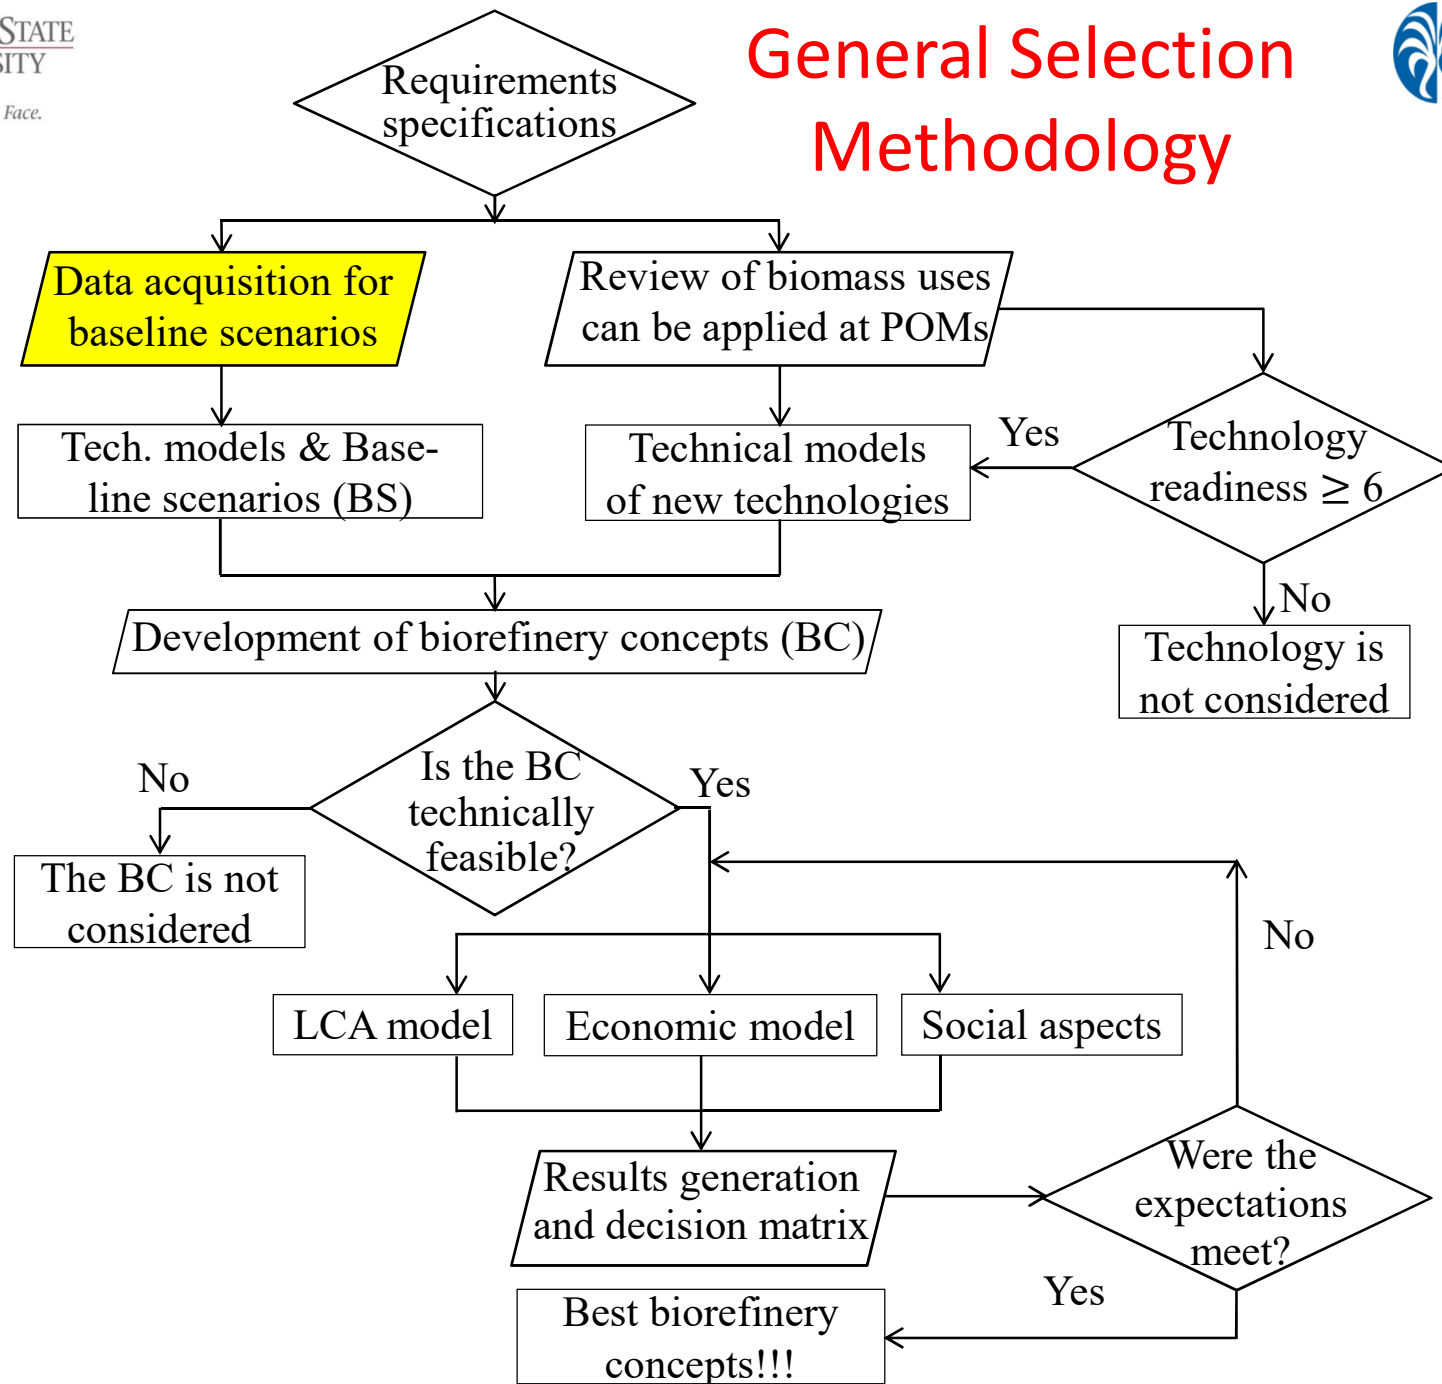 STATE
SITY
Face.
General Selection
Methodology
Requirements
specifications
Data acquisition for
baseline scenarios
Review of biomass uses
can be applied at POMs
Tech. models & Base-
line scenarios (BS)
Technical models
of new technologies
Yes
Technology
readiness ≥ 6
No
Technology is
not considered
Development of biorefinery concepts (BC)
Is the BC
technically
feasible?
No
Yes
The BC is not
considered
No
LCA model
Economic model
Social aspects
Results generation
and decision matrix
Were the
expectations
meet?
Yes
Best biorefinery
concepts!!!